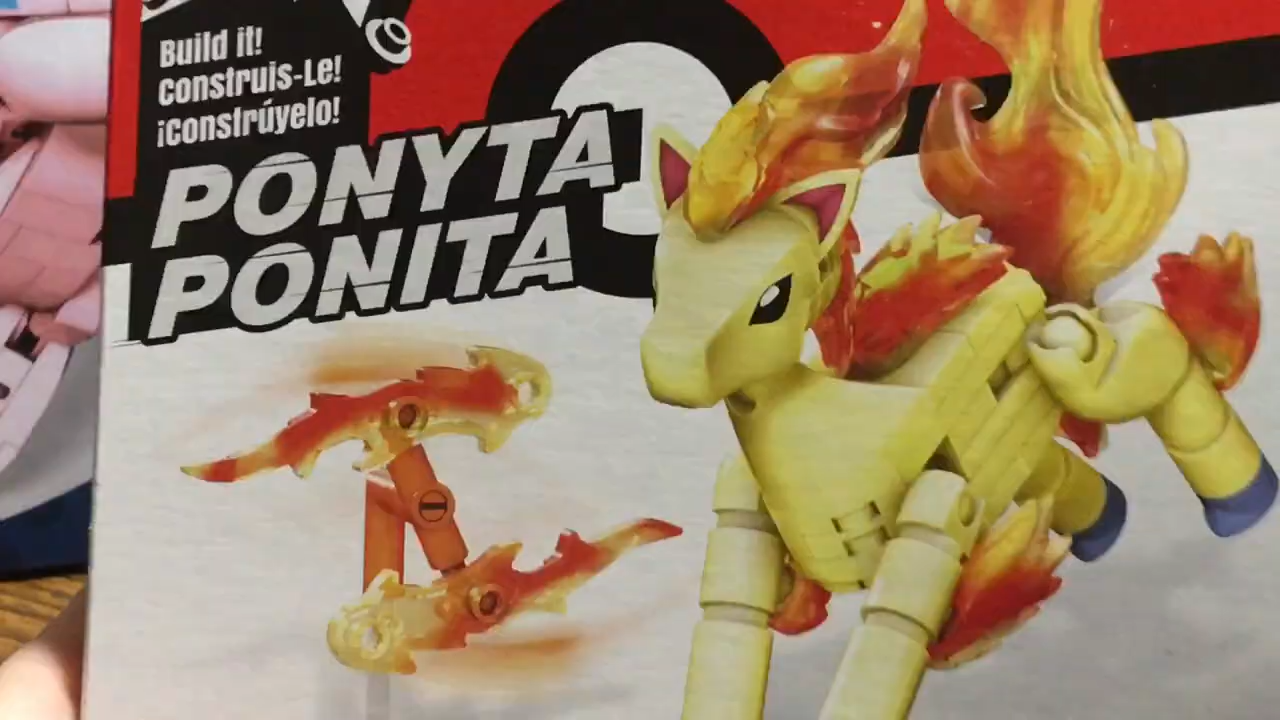 Build it!
construis-Le!
¡constrúyelo!
PONYTA
PONITA